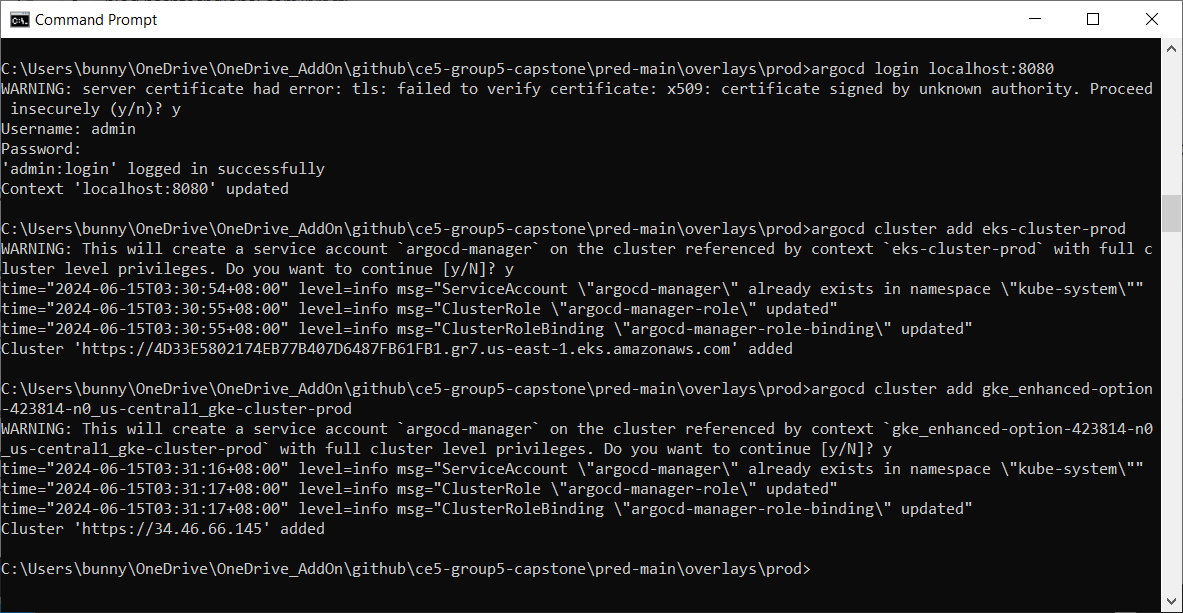 Command Prompt
C:\Users\bunny\OneDrive\OneDrive_AddOn\github\ce5-group5-capstone\pred-main\overlays\prod>argocd login localhost:8080
WARNING: server certificate had error: tls: failed to verify certificate: x509: certificate signed by unknown authority. Proceed
 insecurely (y/n)? y
Username: admin
Password:
'admin:login' logged in successfully
Context 'localhost:8080' updated
C:\Users\bunny\OneDrive\OneDrive_AddOn\github\ce5-group5-capstone\pred-main\overlays\prod>argocd cluster add eks-cluster-prod
WARNING: This will create a service account `argocd-manager` on the cluster referenced by context `eks-cluster-prod` with full c
luster level privileges. Do you want to continue [y/N]? y
time="2024-06-15T03:30:54+08:00" level=info msg="ServiceAccount \"argocd-manager\" already exists in namespace \"kube-system\""
time="2024-06-15T03:30:55+08:00" level=info msg="ClusterRole \"argocd-manager-role\" updated"
time="2024-06-15T03:30:55+08:00" level=info msg="ClusterRoleBinding \"argocd-manager-role-binding\" updated"
Cluster 'https://4D33E5802174EB77B407D6487FB61FB1.gr7.us-east-1.eks.amazonaws.com' added
C:\Users\bunny\OneDrive\OneDrive_AddOn\github\ce5-group5-capstone\pred-main\overlays\prod>argocd cluster add gke_enhanced-option
-423814-n0_us-central1_gke-cluster-prod
WARNING: This will create a service account `argocd-manager` on the cluster referenced by context `gke_enhanced-option-423814-n0
_us-central1_gke-cluster-prod` with full cluster level privileges. Do you want to continue [y/N]? y
time="2024-06-15T03:31:16+08:00" level=info msg="ServiceAccount \"argocd-manager\" already exists in namespace \"kube-system\""
time="2024-06-15T03:31:17+08:00" level=info msg="ClusterRole \"argocd-manager-role\" updated"
time="2024-06-15T03:31:17+08:00" level=info msg="ClusterRoleBinding \"argocd-manager-role-binding\" updated"
Cluster 'https://34.46.66.145' added
C:\Users\bunny\OneDrive\OneDrive_AddOn\github\ce5-group5-capstone\pred-main\overlays\prod>